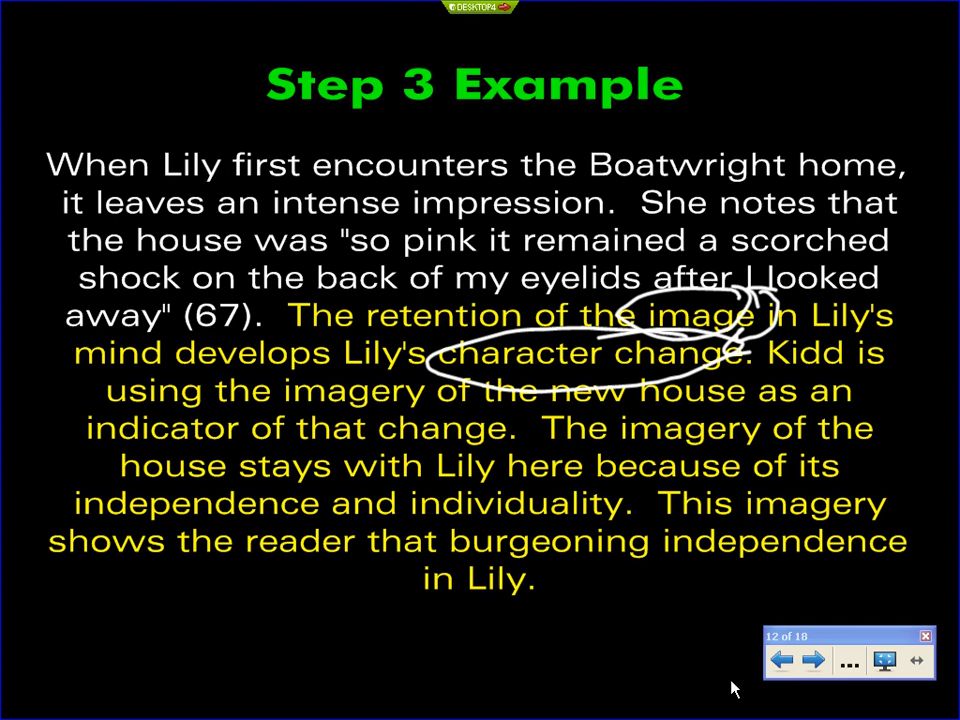 DESKTOP4
Step 3 Example
When Lily first encounters the Boatwright home,
it leaves an intense impression.  She notes that
the house was "so pink it remained a scorched
shock on the back of my eyelids after I looked
away" (67).  The retention of the image in Lily's
mind develops Lily's character change. Kidd is
using the imagery of the new house as an
indicator of that change.  The imagery of the
house stays with Lily here because of its
independence and individuality.  This imagery
shows the reader that burgeoning independence
in Lily.
12 of 18
...